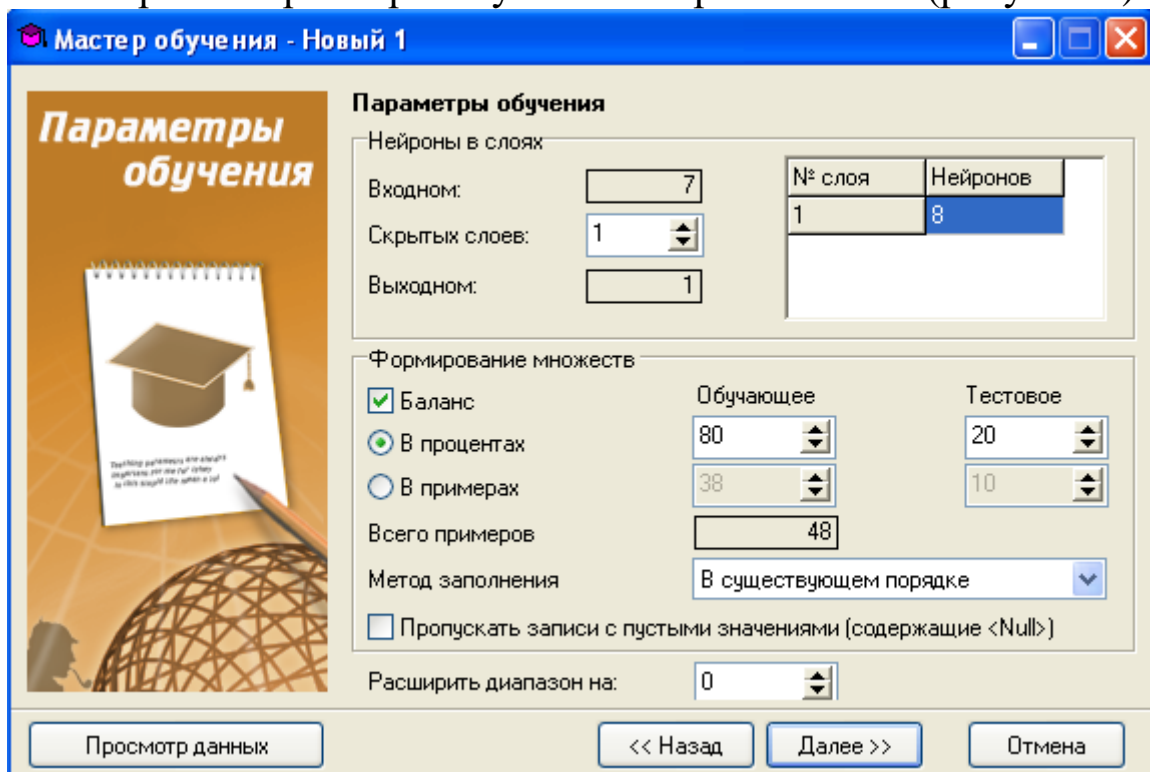 Мастер обучения - Новый 1
Параметры
обучения
Параметры обучения
Нейроны в слоях
Входном: 7
Скрытых слоев: 1
Выходном: 1
№ слоя Нейронов
1 8
Формирование множеств
Баланс Обучающее Тестовое
В процентах 80 20
В примерах 38 10
Всего примеров 48
Метод заполнения В существующем порядке
Пропускать записи с пустыми значениями (содержащие <Null>)
Расширить диапазон на: 0
Просмотр данных << Назад Далее >> Отмена